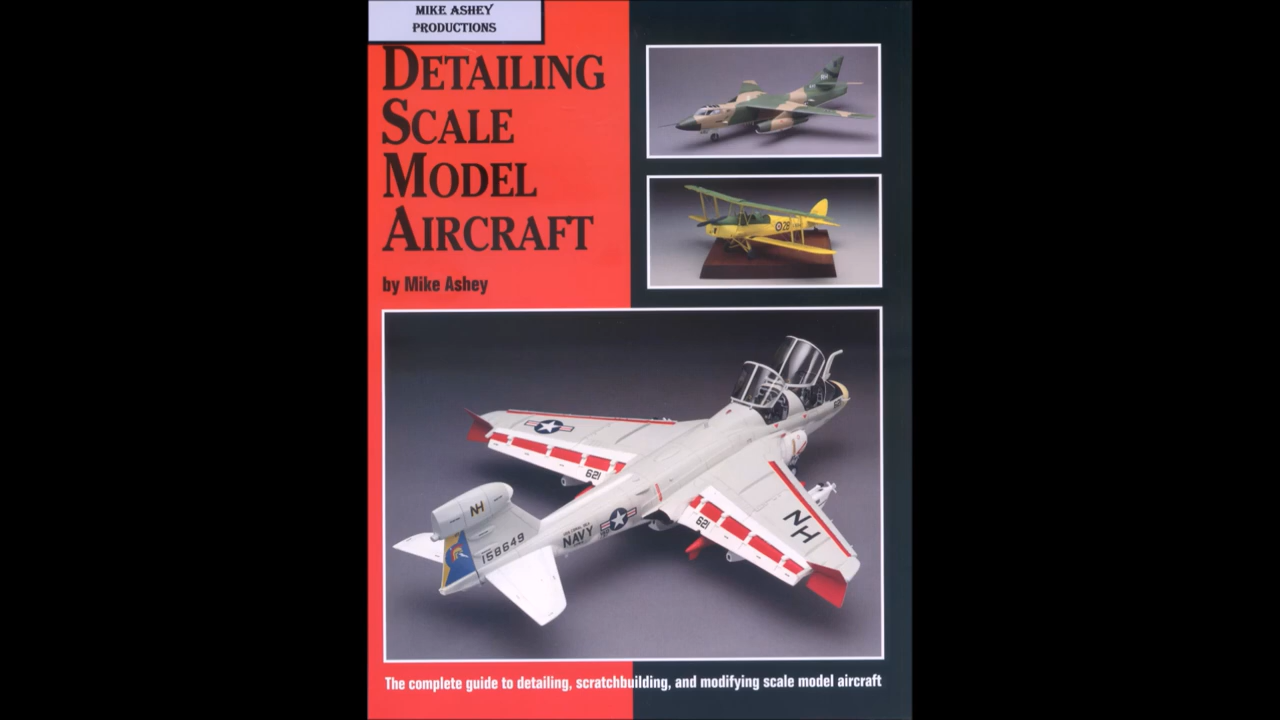 MIKE ASHEY
PRODUCTIONS
DETAILING
SCALE
MODEL
AIRCRAFT
by Mike Ashey
NH
621
621
NH
158649
NAVY
The complete guide to detailing, scratchbuilding, and modifying scale model aircraft